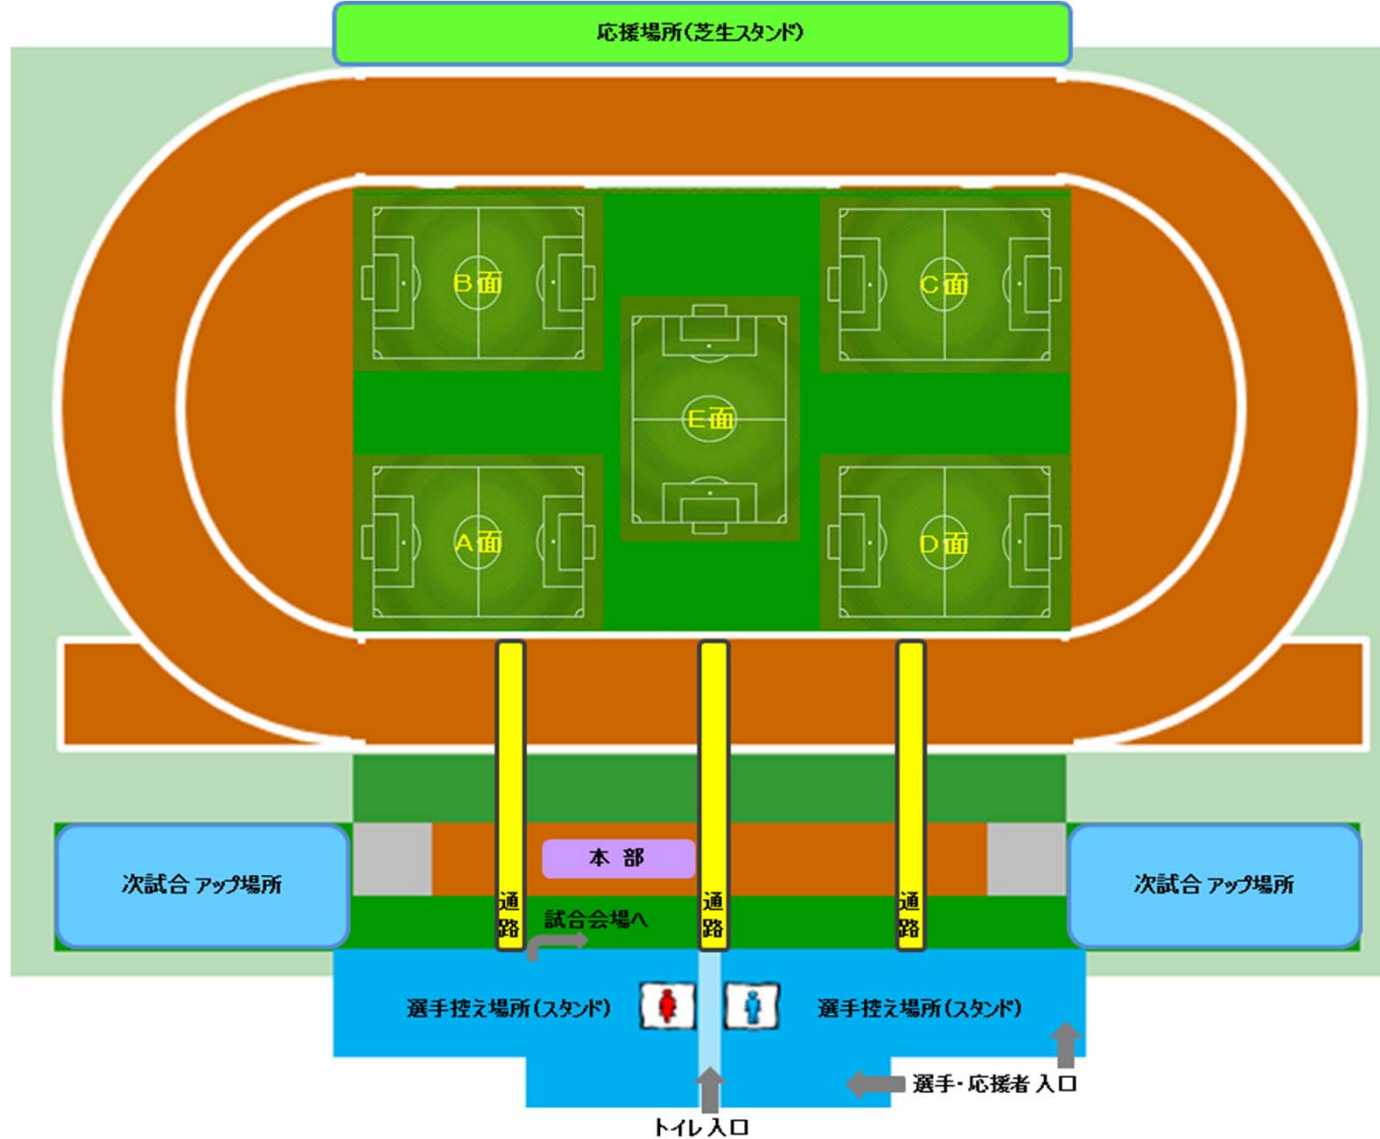 応援場所(芝生スタンド)
B面
C面
E面
A面
D面
本 部
次試合 アップ場所
次試合 アップ場所
通路
通路
通路
試合会場へ
選手控え場所(スタンド)
選手控え場所(スタンド)
選手・応援者 入口
トイレ 入口